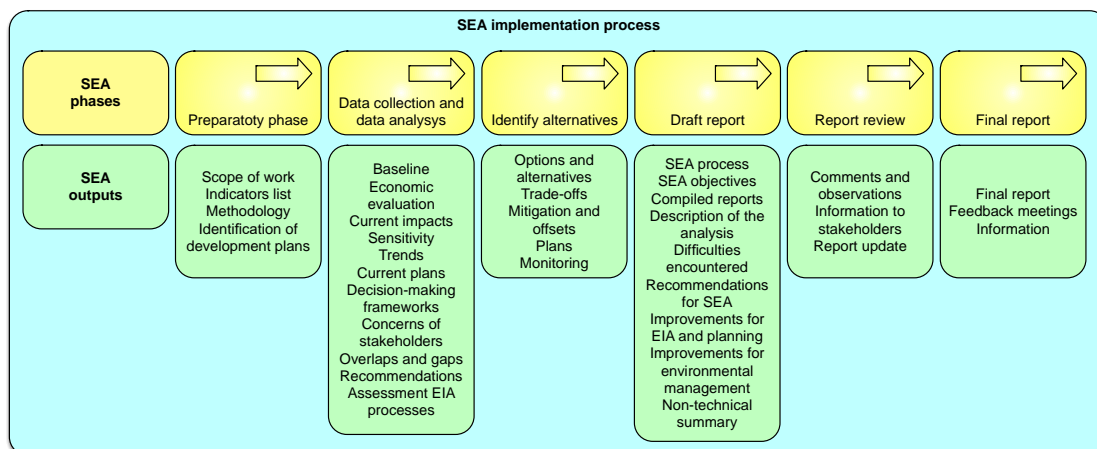 SEA implementation process
SEA
phases
Preparatoty phase
Data collection and
data analysys
Identify alternatives
Draft report
Report review
Final report
SEA
outputs
Scope of work
Indicators list
Methodology
Identification of
development plans
Baseline
Economic
evaluation
Current impacts
Sensitivity
Trends
Current plans
Decision-making
frameworks
Concerns of
stakeholders
Overlaps and gaps
Recommendations
Assessment EIA
processes
Options and
alternatives
Trade-offs
Mitigation and
offsets
Plans
Monitoring
SEA process
SEA objectives
Compiled reports
Description of the
analysis
Difficulties
encountered
Recommendations
for SEA
Improvements for
EIA and planning
Improvements for
environmental
management
Non-technical
summary
Comments and
observations
Information to
stakeholders
Report update
Final report
Feedback meetings
Information